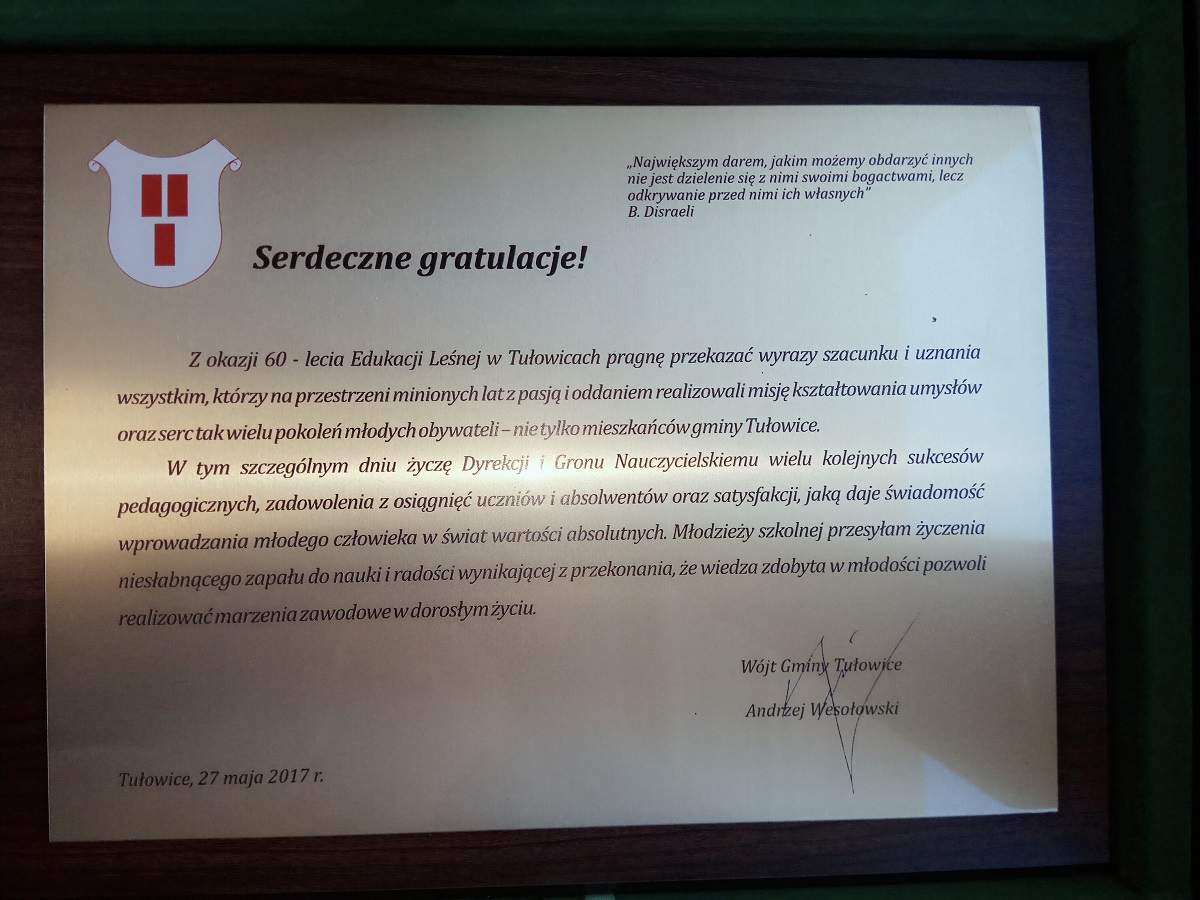 „Największym darem, jakim możemy obdarzyć innych
nie jest dzielenie się z nimi swoimi bogactwami, lecz
odkrywanie przed nimi ich własnych”
B. Disraeli
Serdeczne gratulacje!
Z okazji 60 - lecia Edukacji Leśnej w Tułowicach pragnę przekazać wyrazy szacunku i uznania
wszystkim, którzy na przestrzeni minionych lat z pasją i oddaniem realizowali misję kształtowania umysłów
oraz serc tak wielu pokoleń młodych obywateli – nie tylko mieszkańców gminy Tułowice.
W tym szczególnym dniu życzę Dyrekcji i Gronu Nauczycielskiemu wielu kolejnych sukcesów
pedagogicznych, zadowolenia z osiągnięć uczniów i absolwentów oraz satysfakcji, jaką daje świadomość
wprowadzania młodego człowieka w świat wartości absolutnych. Młodzieży szkolnej przesyłam życzenia
niesłabnącego zapału do nauki i radości wynikającej z przekonania, że wiedza zdobyta w młodości pozwoli
realizować marzenia zawodowe w dorosłym życiu.
Wójt Gminy Tułowice
Andrzej Wesołowski
Tułowice, 27 maja 2017 r.